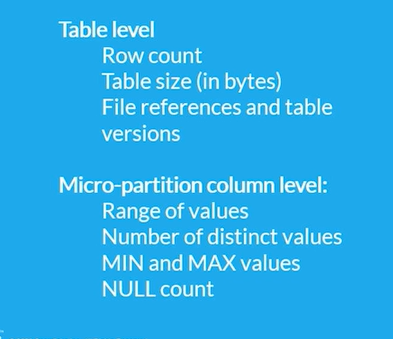 Table level
Row count
Table size (in bytes)
File references and table
versions
Micro-partition column level:
Range of values
Number of distinct values
MIN and MAX values
NULL count